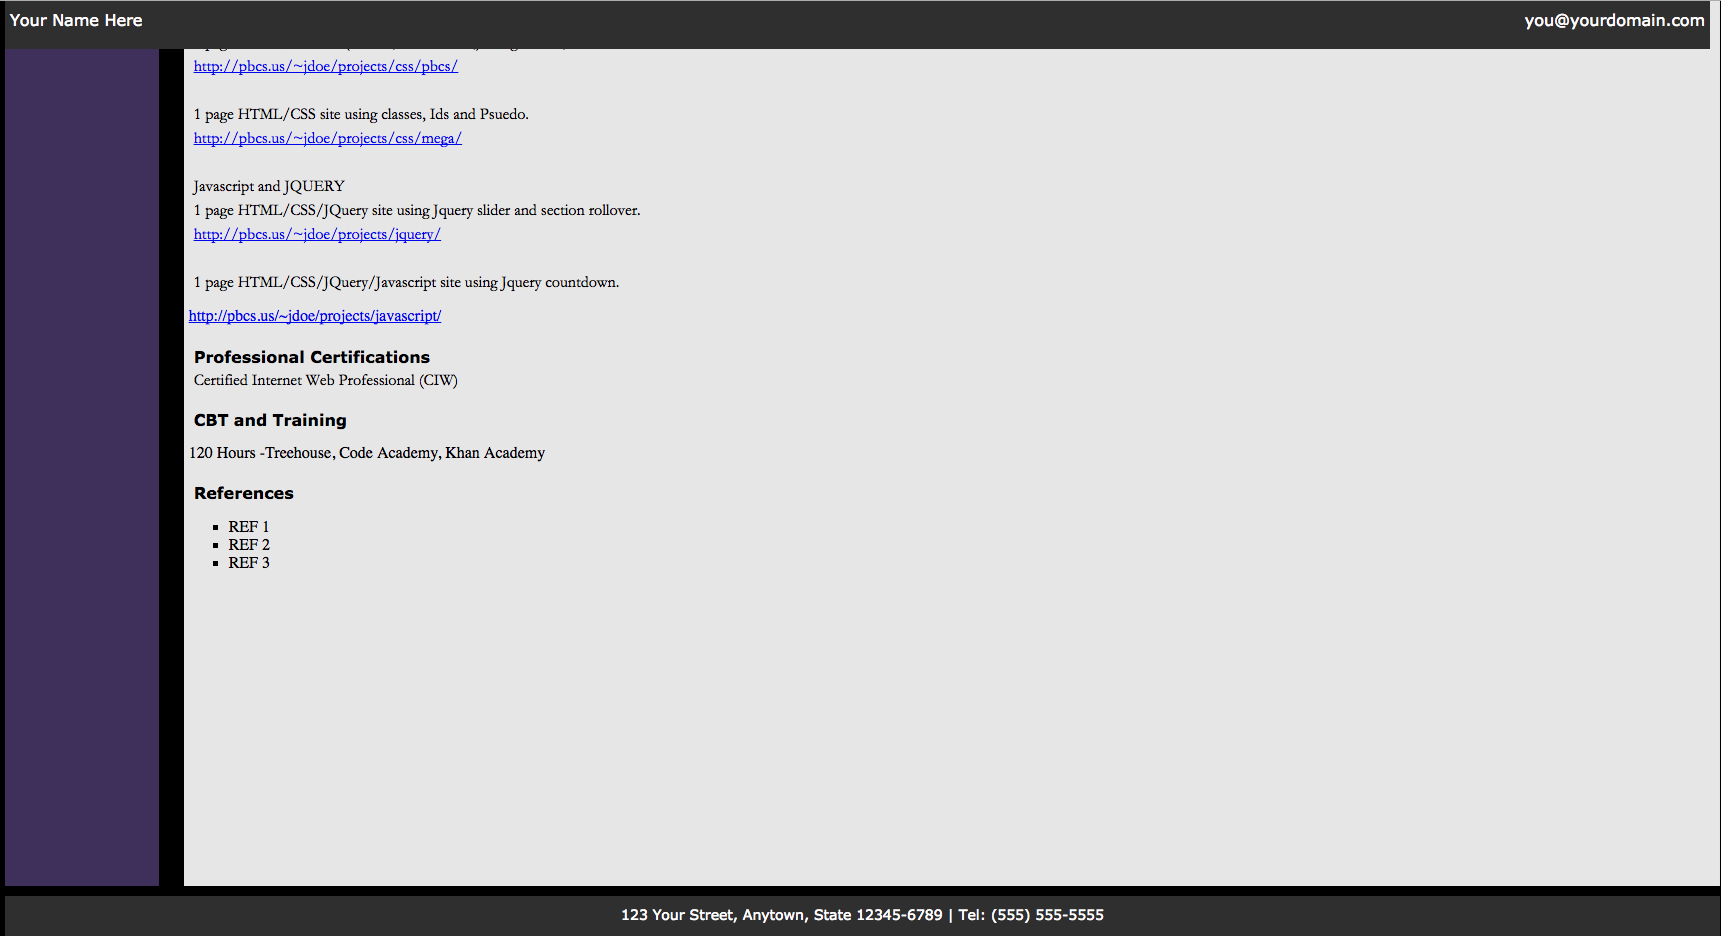 Your Name Here
you@yourdomain.com
http://pbcs.us/~jdoe/projects/css/pbcs/
1 page HTML/CSS site using classes, Ids and Psuedo.
http://pbcs.us/~jdoe/projects/css/mega/
Javascript and JQUERY
1 page HTML/CSS/JQuery site using Jquery slider and section rollover.
http://pbcs.us/~jdoe/projects/jquery/
1 page HTML/CSS/JQuery/Javascript site using Jquery countdown.
http://pbcs.us/~jdoe/projects/javascript/
Professional Certifications
Certified Internet Web Professional (CIW)
CBT and Training
120 Hours -Treehouse, Code Academy, Khan Academy
References
▪ REF 1
▪ REF 2
▪ REF 3
123 Your Street, Anytown, State 12345-6789 | Tel: (555) 555-5555